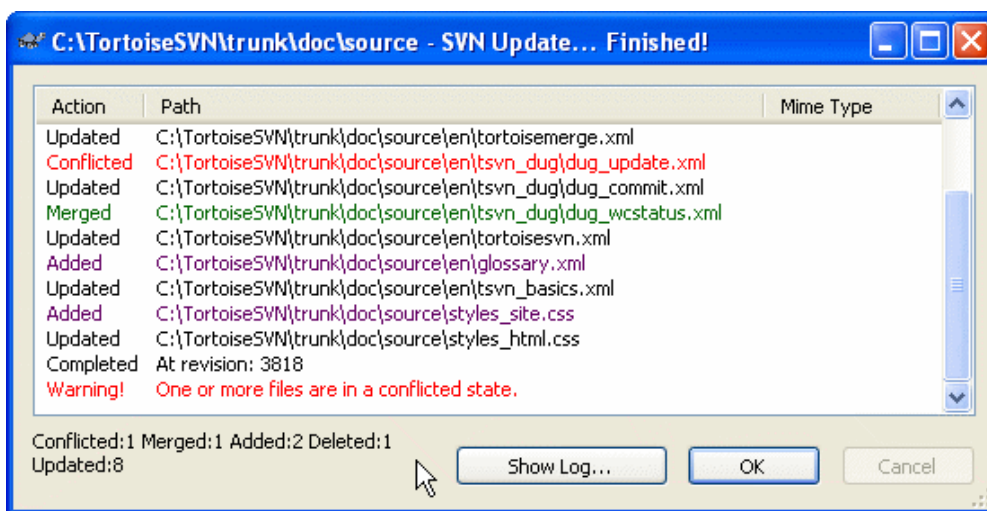 C:\TortoiseSVN\trunk\doc\source - SVN Update... Finished!
Action Path Mime Type
Updated C:\TortoiseSVN\trunk\doc\source\en\tortoisemerge.xml
Conflicted C:\TortoiseSVN\trunk\doc\source\en\tsvn_dug\dug_update.xml
Updated C:\TortoiseSVN\trunk\doc\source\en\tsvn_dug\dug_commit.xml
Merged C:\TortoiseSVN\trunk\doc\source\en\tsvn_dug\dug_wcstatus.xml
Updated C:\TortoiseSVN\trunk\doc\source\en\tortoisesvn.xml
Added C:\TortoiseSVN\trunk\doc\source\en\glossary.xml
Updated C:\TortoiseSVN\trunk\doc\source\en\tsvn_basics.xml
Added C:\TortoiseSVN\trunk\doc\source\styles_site.css
Updated C:\TortoiseSVN\trunk\doc\source\styles_html.css
Completed At revision: 3818
Warning! One or more files are in a conflicted state.
Conflicted:1 Merged:1 Added:2 Deleted:1
Updated:8
Show Log... OK Cancel